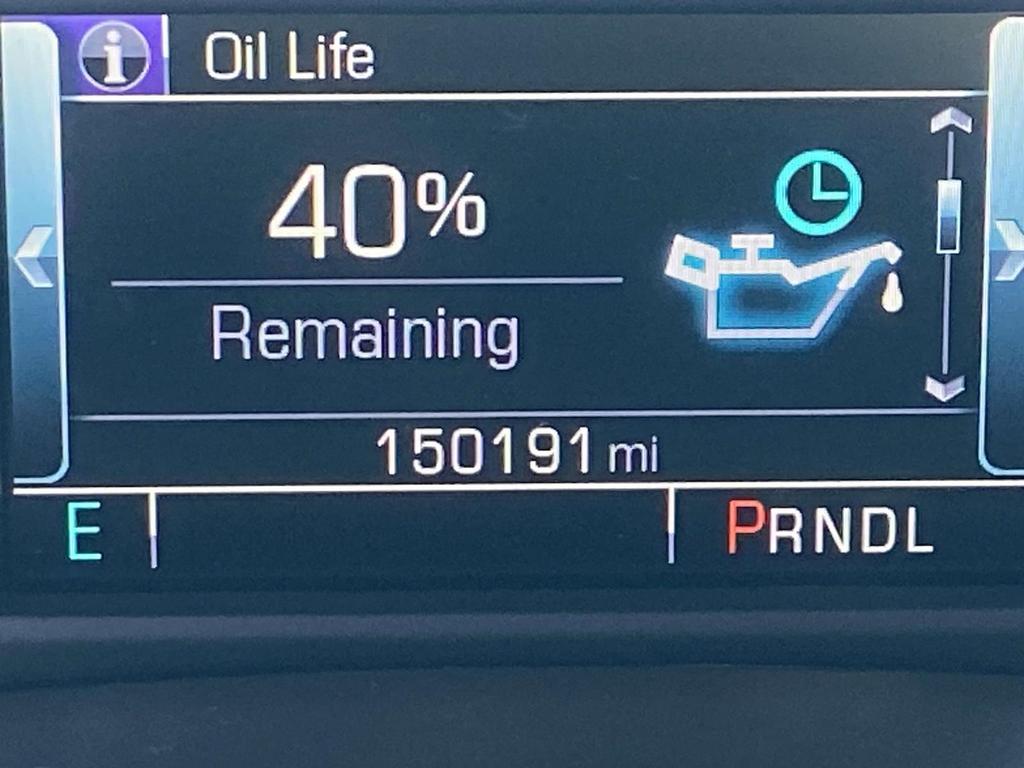 i Oil Life
40%
Remaining
150191 mi
E PRNDL